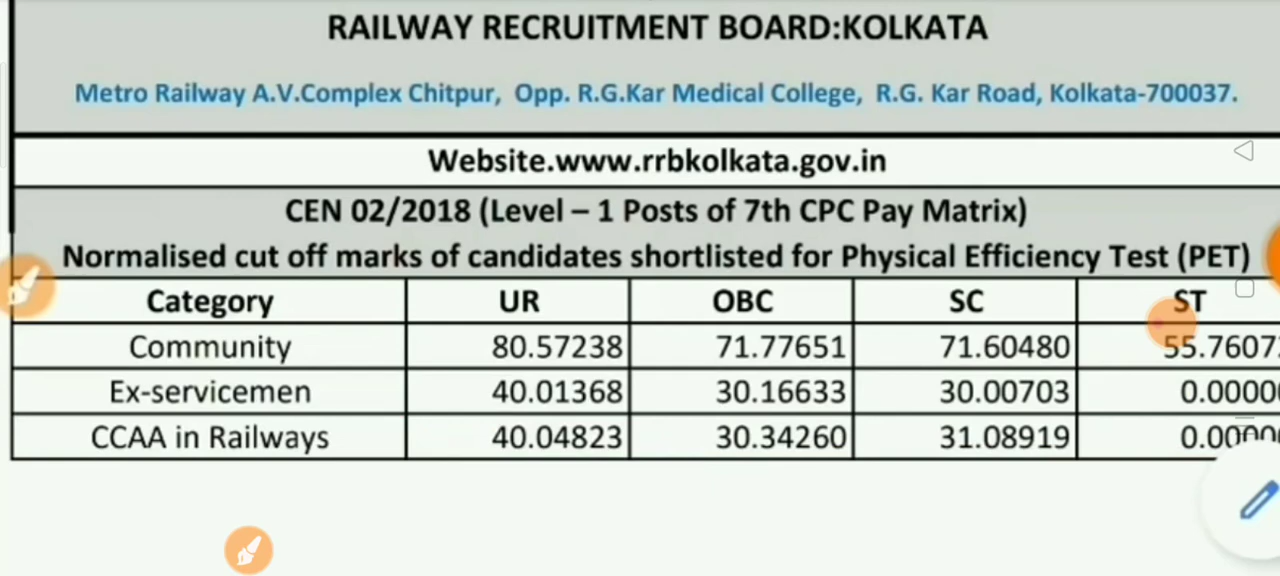 RAILWAY RECRUITMENT BOARD:KOLKATA
Metro Railway A.V.Complex Chitpur, Opp. R.G.Kar Medical College, R.G. Kar Road, Kolkata-700037.
Website.www.rrbkolkata.gov.in
CEN 02/2018 (Level – 1 Posts of 7th CPC Pay Matrix)
Normalised cut off marks of candidates shortlisted for Physical Efficiency Test (PET)
Category UR OBC SC ST
Community 80.57238 71.77651 71.60480
Ex-servicemen 40.01368 30.16633 30.00703
CCAA in Railways 40.04823 30.34260 31.08919